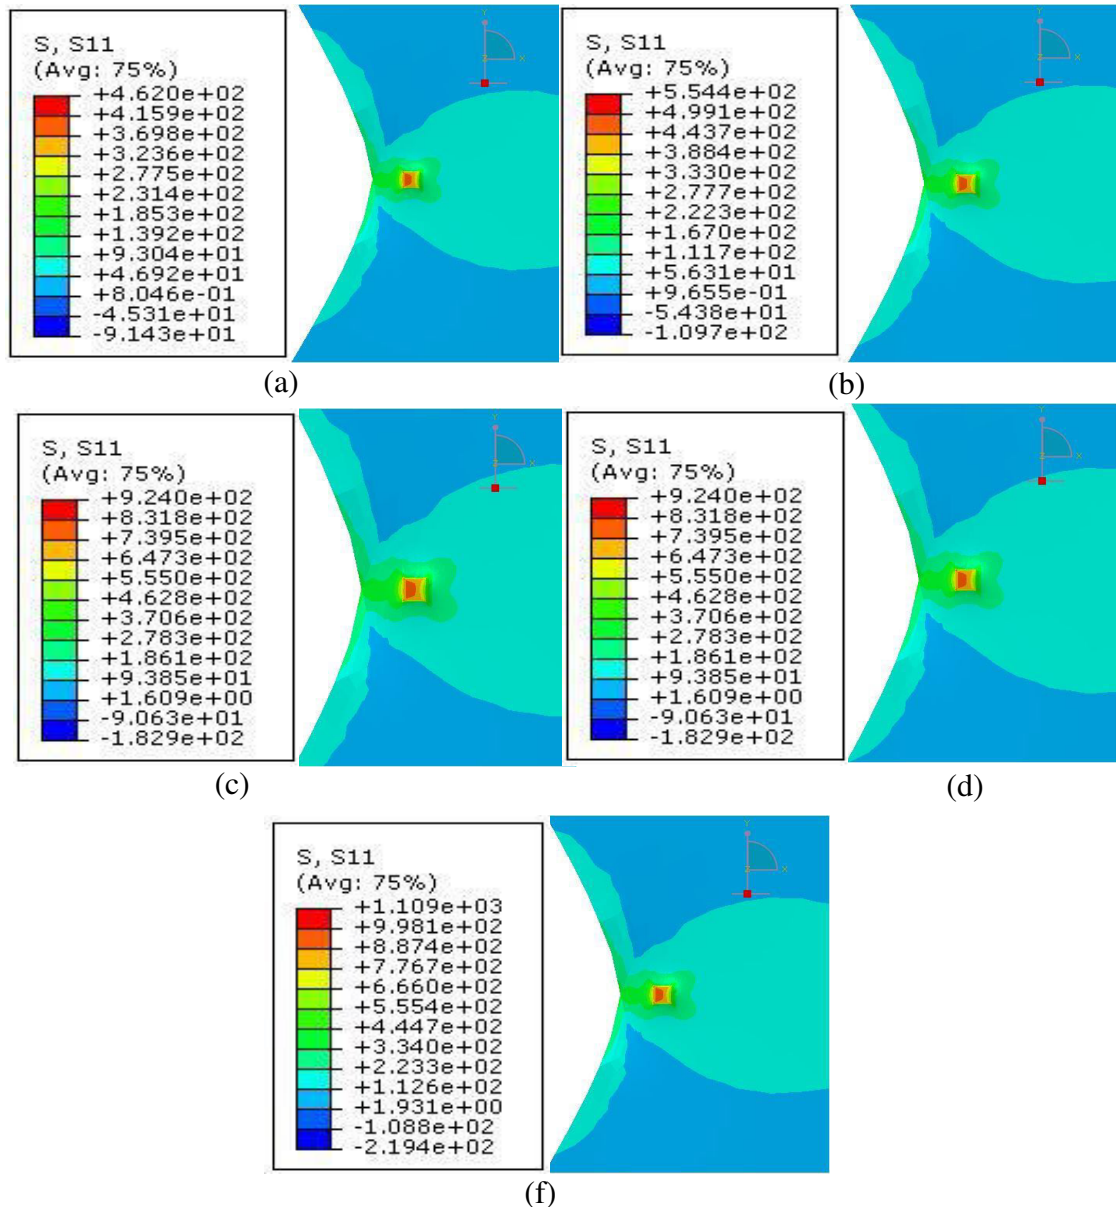 S, S11
(Avg: 75%)
+4.620e+02
+4.159e+02
+3.698e+02
+3.236e+02
+2.775e+02
+2.314e+02
+1.853e+02
+1.392e+02
+9.304e+01
+4.692e+01
+8.046e-01
-4.531e+01
-9.143e+01
Y
Z
X
(a)
S, S11
(Avg: 75%)
+5.544e+02
+4.991e+02
+4.437e+02
+3.884e+02
+3.330e+02
+2.777e+02
+2.223e+02
+1.670e+02
+1.117e+02
+5.631e+01
+9.655e-01
-5.438e+01
-1.097e+02
Y
Z
X
(b)
S, S11
(Avg: 75%)
+9.240e+02
+8.318e+02
+7.395e+02
+6.473e+02
+5.550e+02
+4.628e+02
+3.706e+02
+2.783e+02
+1.861e+02
+9.385e+01
+1.609e+00
-9.063e+01
-1.829e+02
Y
Z
X
(c)
S, S11
(Avg: 75%)
+9.240e+02
+8.318e+02
+7.395e+02
+6.473e+02
+5.550e+02
+4.628e+02
+3.706e+02
+2.783e+02
+1.861e+02
+9.385e+01
+1.609e+00
-9.063e+01
-1.829e+02
Y
Z
X
(d)
S, S11
(Avg: 75%)
+1.109e+03
+9.981e+02
+8.874e+02
+7.767e+02
+6.660e+02
+5.554e+02
+4.447e+02
+3.340e+02
+2.233e+02
+1.126e+02
+1.931e+00
-1.088e+02
-2.194e+02
Y
Z
X
(f)